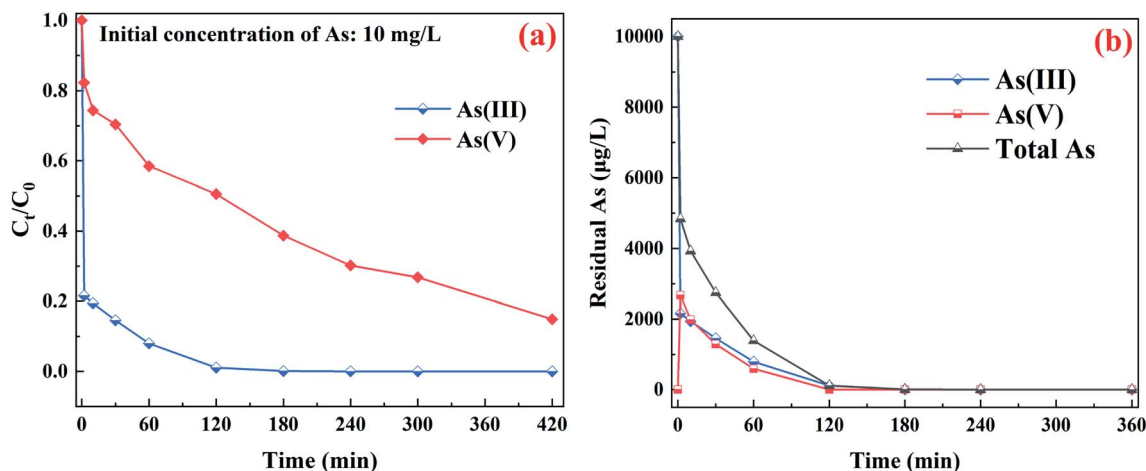 Initial concentration of As: 10 mg/L
(a)
As(III)
As(V)
1.0
0.8
0.6
0.4
0.2
0.0
Ct/C0
0
60
120
180
240
300
360
420
Time (min)
(b)
As(III)
As(V)
Total As
10000
8000
6000
4000
2000
0
Residual As (μg/L)
0
60
120
180
240
300
360
Time (min)